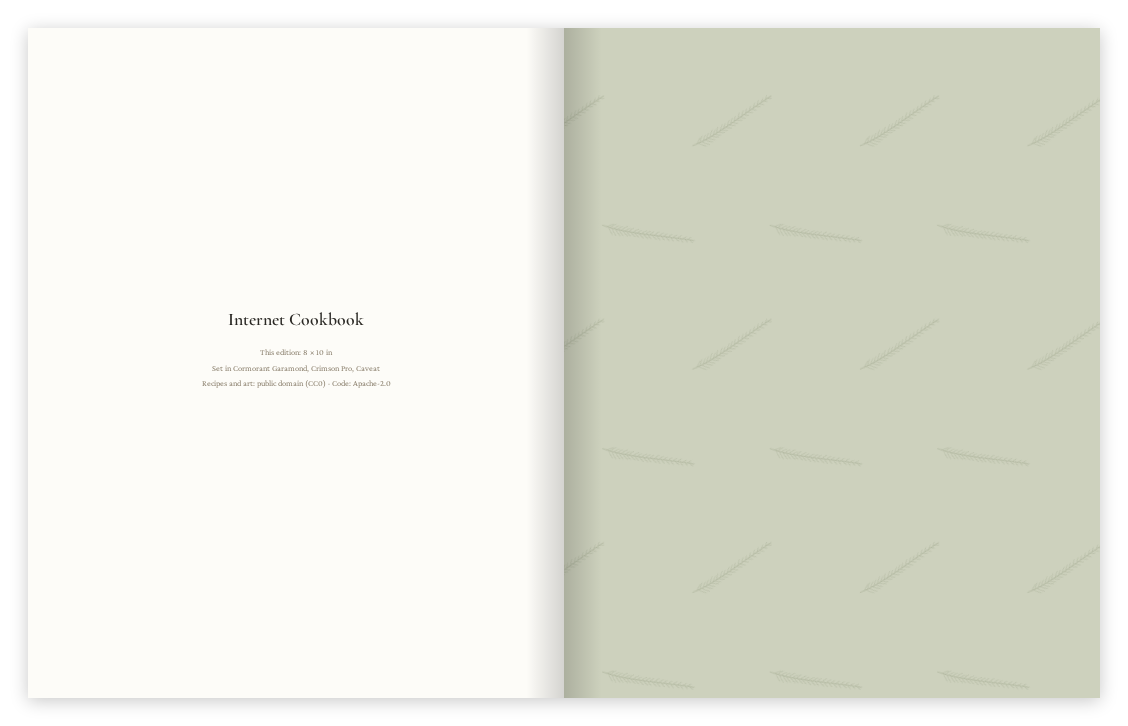 Internet Cookbook
This edition: 8 × 10 in
Set in Cormorant Garamond, Crimson Pro, Caveat
Recipes and art: public domain (CC0) · Code: Apache-2.0